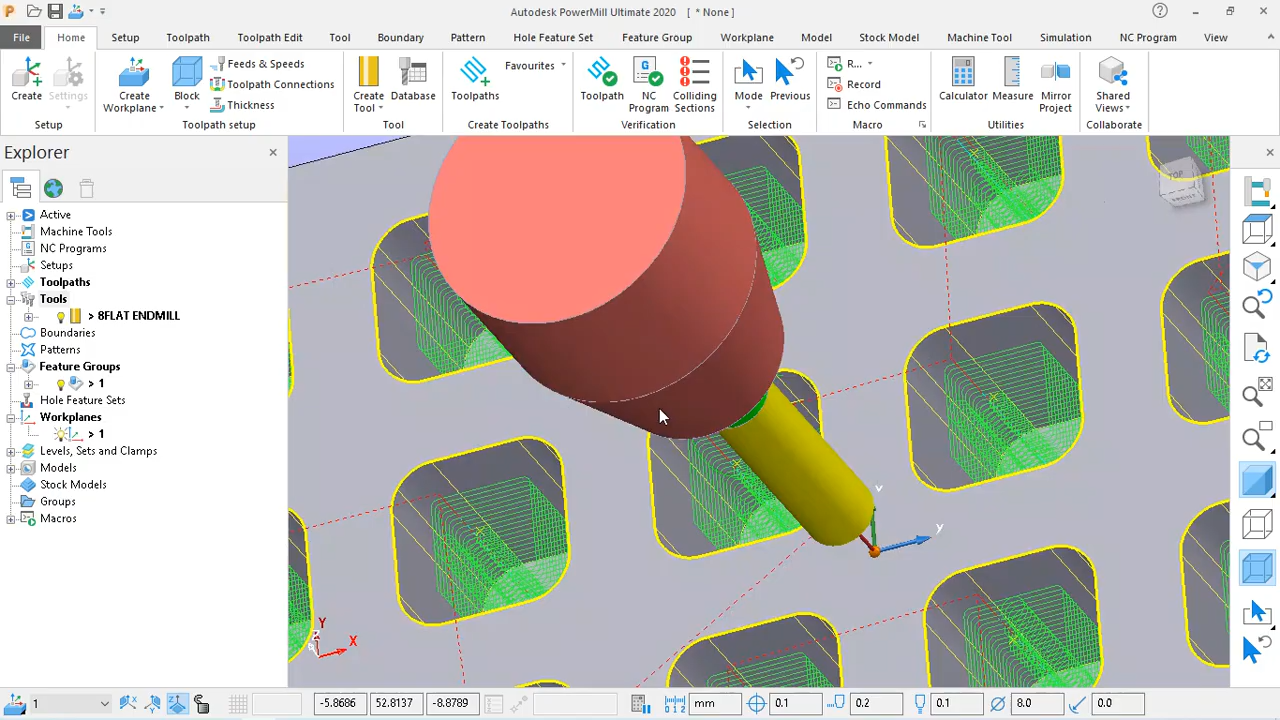 Autodesk PowerMill Ultimate 2020 [ * None ]
File Home Setup Toolpath Toolpath Edit Tool Boundary Pattern Hole Feature Set Feature Group Workplane Model Stock Model Machine Tool Simulation NC Program View
Create Settings
Setup
Create Workplane
Block
Feeds & Speeds
Toolpath Connections
Thickness
Toolpath setup
Create Tool
Database
Tool
Toolpaths
Favourites
Create Toolpaths
Toolpath
NC Program
Colliding Sections
Verification
Mode
Previous
Selection
R...
Record
Echo Commands
Macro
Calculator
Measure
Mirror Project
Utilities
Shared Views
Collaborate
Explorer
> Active
Machine Tools
NC Programs
Setups
Toolpaths
Tools
> 8FLAT ENDMILL
Boundaries
Patterns
Feature Groups
> 1
Hole Feature Sets
Workplanes
> 1
Levels, Sets and Clamps
Models
Stock Models
Groups
Macros
TOP
FRONT
y
Y
Z
X
1
-5.8686 52.8137 -8.8789 mm 0.1 0.2 0.1 8.0 0.0